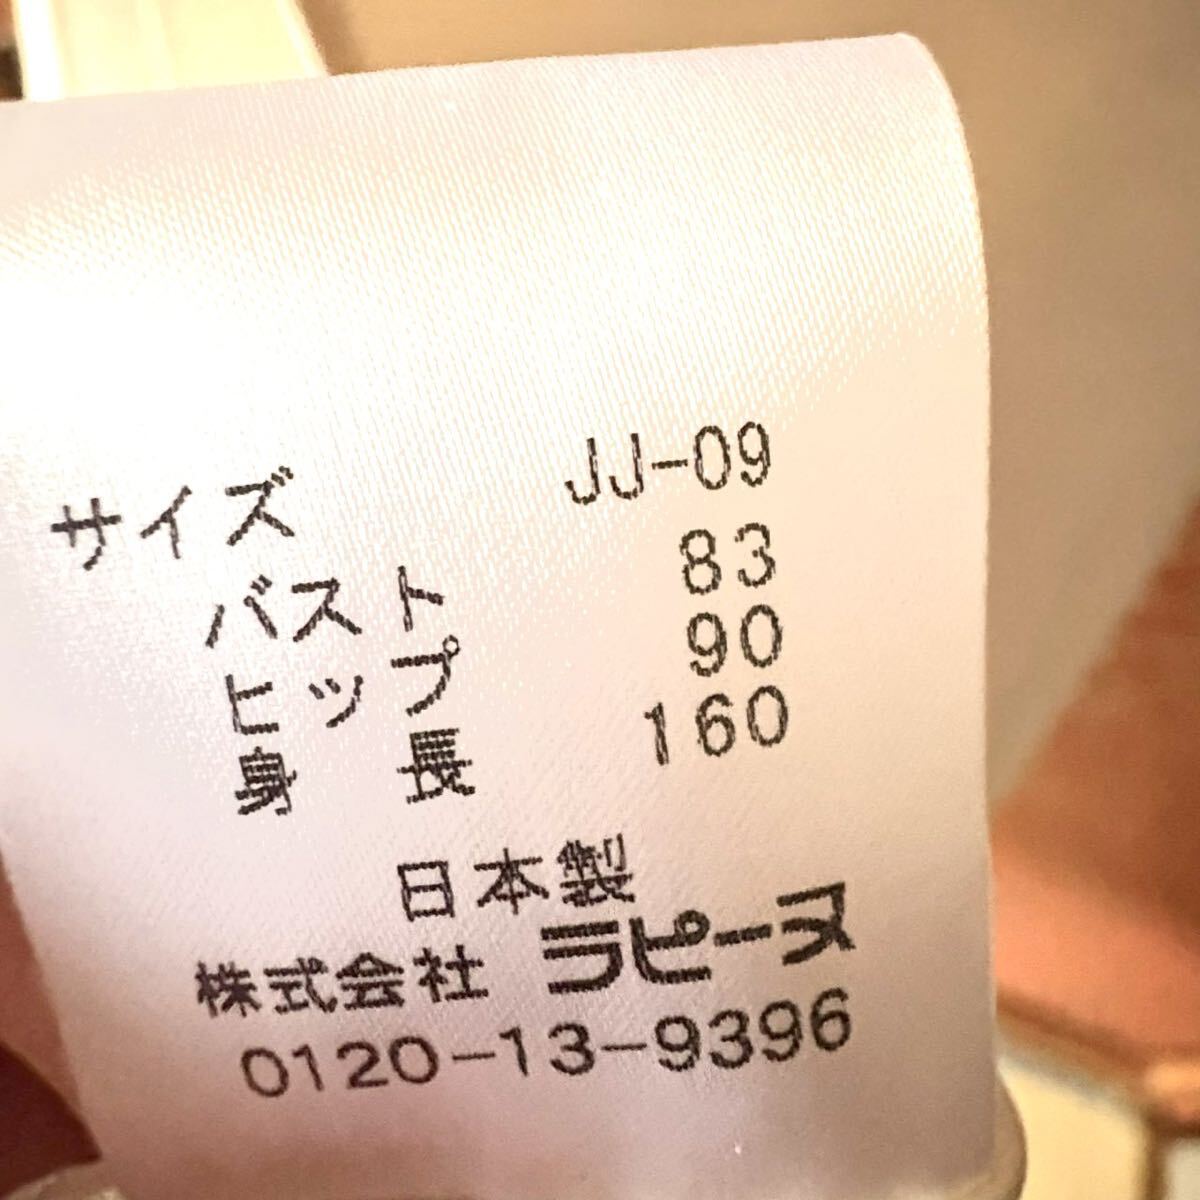 サイズ JJ-09
バスト 83
ヒップ 90
身長 160
日本製
株式会社 ラピーヌ
0120-13-9396